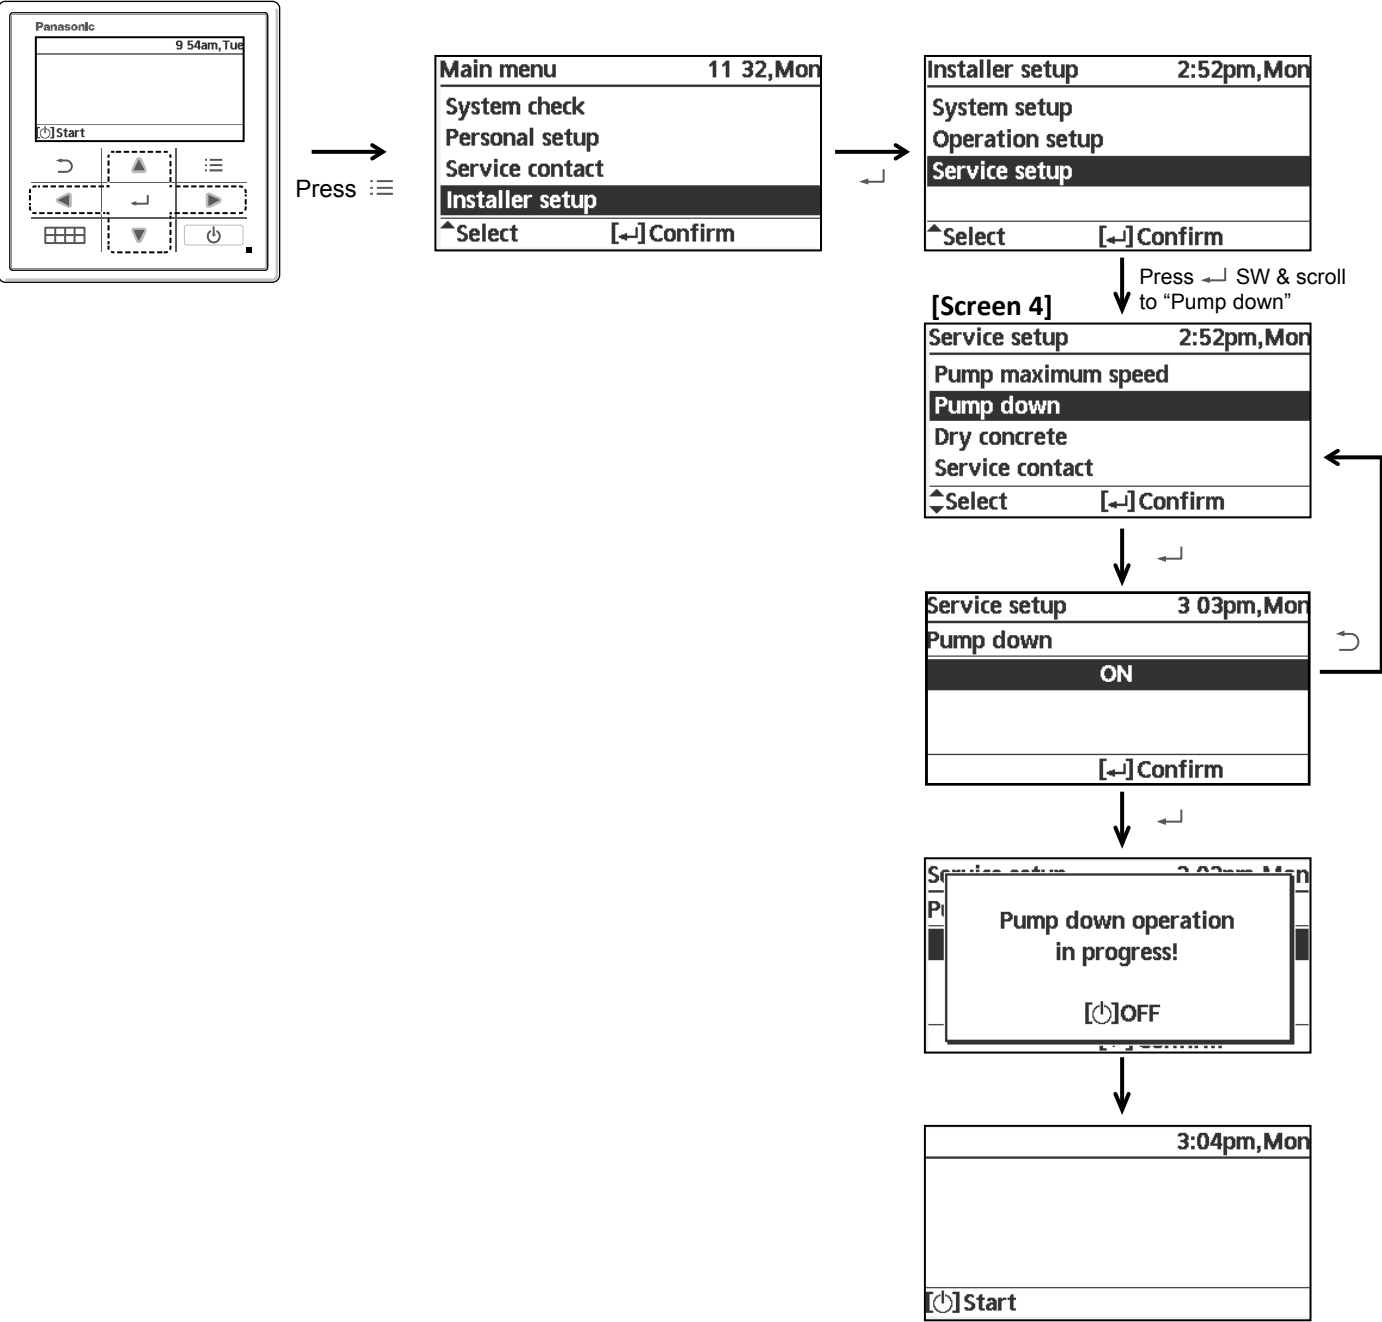 Panasonic
9 54am,Tue
[⏻]Start
Press
Main menu 11 32,Mon
System check
Personal setup
Service contact
Installer setup
Select [↵]Confirm
Installer setup 2:52pm,Mon
System setup
Operation setup
Service setup
Select [↵]Confirm
Press ↵ SW & scroll
to “Pump down”
[Screen 4]
Service setup 2:52pm,Mon
Pump maximum speed
Pump down
Dry concrete
Service contact
Select [↵]Confirm
Service setup 3 03pm,Mon
Pump down
ON
[↵]Confirm
Pump down operation
in progress!
[⏻]OFF
3:04pm,Mon
[⏻]Start